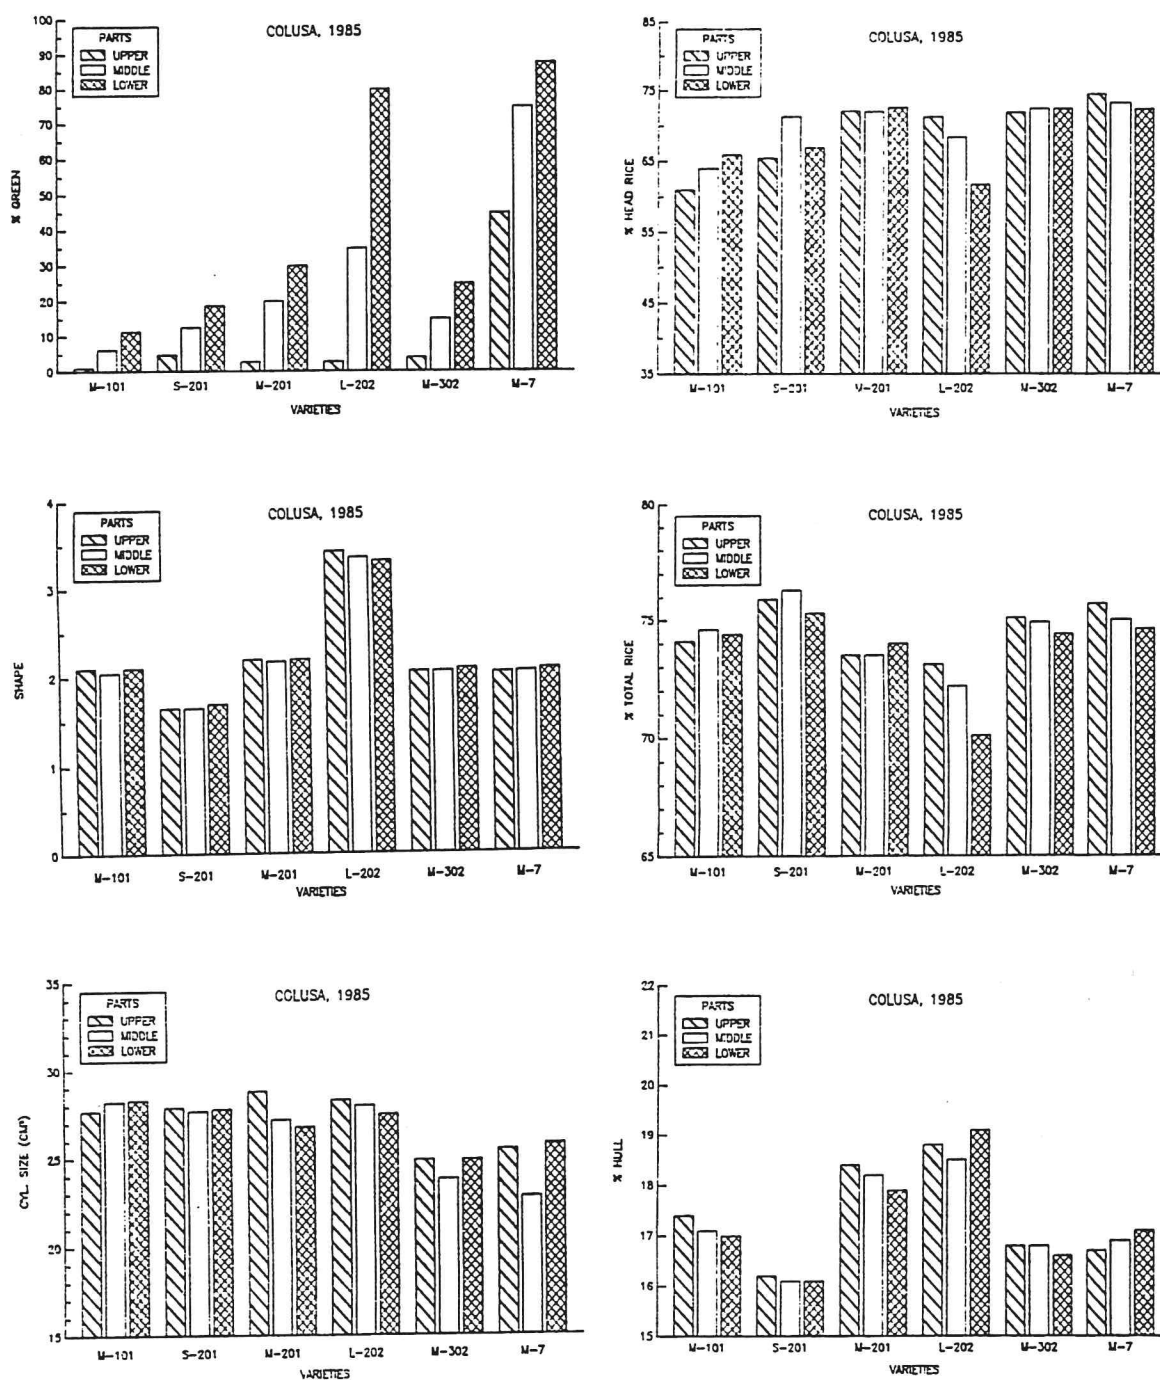 COLUSA, 1985
PARTS
UPPER
MIDDLE
LOWER
% GREEN
100
90
80
70
60
50
40
30
20
10
0
M-101 S-201 M-201 L-202 M-302 M-7
VARIETIES
COLUSA, 1985
PARTS
UPPER
MIDDLE
LOWER
% HEAD RICE
85
75
65
55
45
35
M-101 S-201 M-201 L-202 M-302 M-7
VARIETIES
COLUSA, 1985
PARTS
UPPER
MIDDLE
LOWER
SHAPE
4
3
2
1
0
M-101 S-201 M-201 L-202 M-302 M-7
VARIETIES
COLUSA, 1985
PARTS
UPPER
MIDDLE
LOWER
% TOTAL RICE
80
75
70
65
M-101 S-201 M-201 L-202 M-302 M-7
VARIETIES
COLUSA, 1985
PARTS
UPPER
MIDDLE
LOWER
CYL. SIZE (CM³)
35
30
25
20
15
M-101 S-201 M-201 L-202 M-302 M-7
VARIETIES
COLUSA, 1985
PARTS
UPPER
MIDDLE
LOWER
% HULL
22
21
20
19
18
17
16
15
M-101 S-201 M-201 L-202 M-302 M-7
VARIETIES